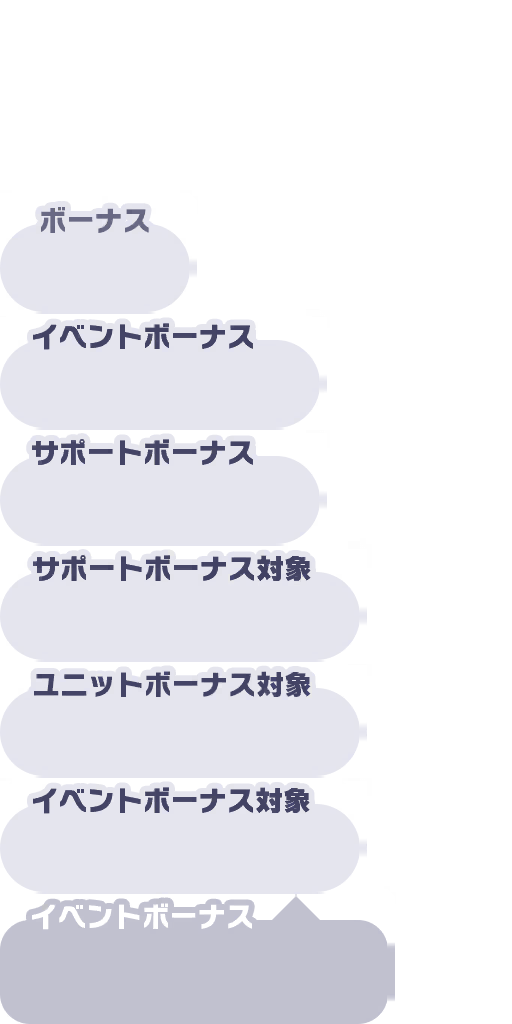 ボーナス
イベントボーナス
サポートボーナス
サポートボーナス対象
ユニットボーナス対象
イベントボーナス対象
イベントボーナス